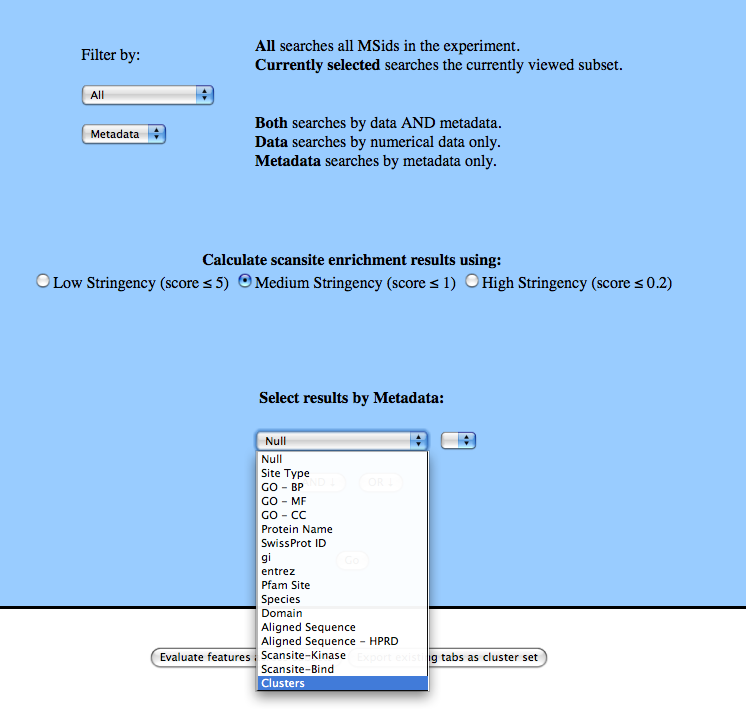 Filter by:
All searches all MSids in the experiment.
Currently selected searches the currently viewed subset.
All
Metadata
Both searches by data AND metadata.
Data searches by numerical data only.
Metadata searches by metadata only.
Calculate scansite enrichment results using:
Low Stringency (score ≤ 5) Medium Stringency (score ≤ 1) High Stringency (score ≤ 0.2)
Select results by Metadata:
Null
Null
Site Type
GO - BP
GO - MF
GO - CC
Protein Name
SwissProt ID
gi
entrez
Pfam Site
Species
Domain
Aligned Sequence
Aligned Sequence - HPRD
Scansite-Kinase
Scansite-Bind
Clusters
OR
Go
Evaluate features
tabs as cluster set